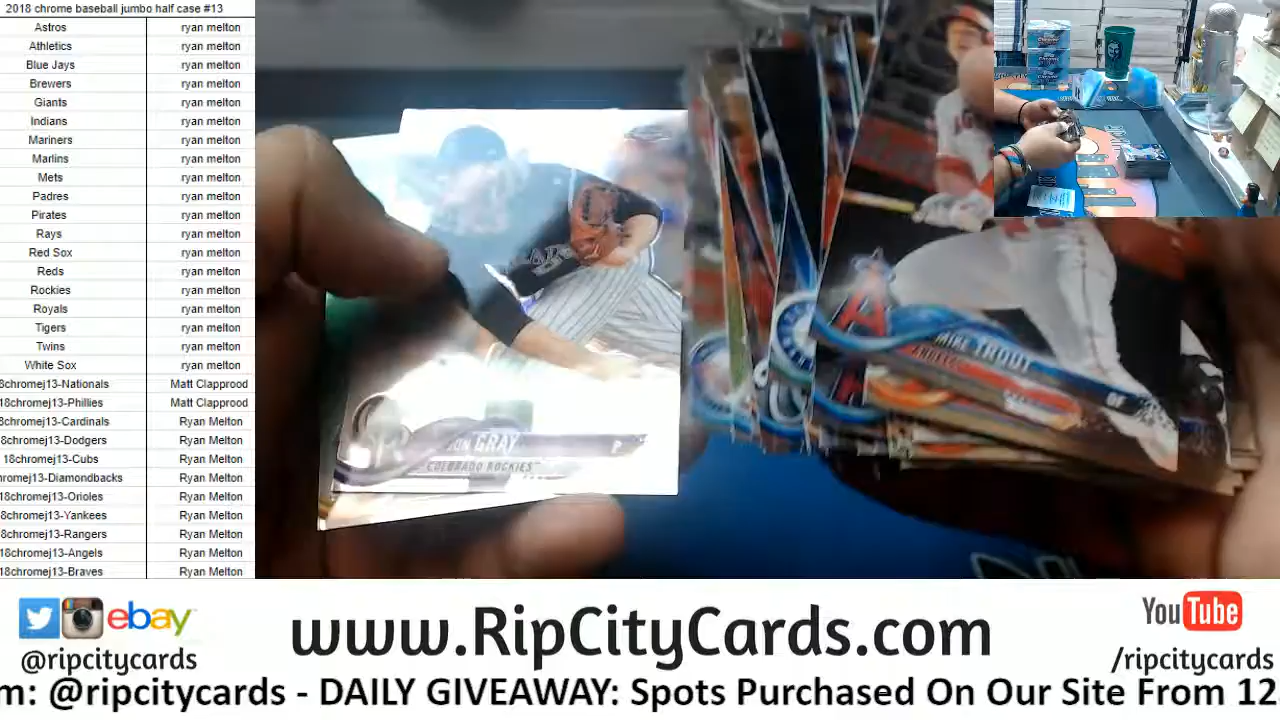 2018 chrome baseball jumbo half case #13
Astros ryan melton
Athletics ryan melton
Blue Jays ryan melton
Brewers ryan melton
Giants ryan melton
Indians ryan melton
Mariners ryan melton
Marlins ryan melton
Mets ryan melton
Padres ryan melton
Pirates ryan melton
Rays ryan melton
Red Sox ryan melton
Reds ryan melton
Rockies ryan melton
Royals ryan melton
Tigers ryan melton
Twins ryan melton
White Sox ryan melton
8chromej13-Nationals Matt Clapprood
18chromej13-Phillies Matt Clapprood
8chromej13-Cardinals Ryan Melton
8chromej13-Dodgers Ryan Melton
18chromej13-Cubs Ryan Melton
romej13-Diamondbacks Ryan Melton
8chromej13-Orioles Ryan Melton
8chromej13-Yankees Ryan Melton
8chromej13-Rangers Ryan Melton
18chromej13-Angels Ryan Melton
18chromej13-Braves Ryan Melton
ON GRAY P
COLORADO ROCKIES
MIKE TROUT OF
ebay
@ripcitycards
www.RipCityCards.com
YouTube
/ripcitycards
m: @ripcitycards - DAILY GIVEAWAY: Spots Purchased On Our Site From 12